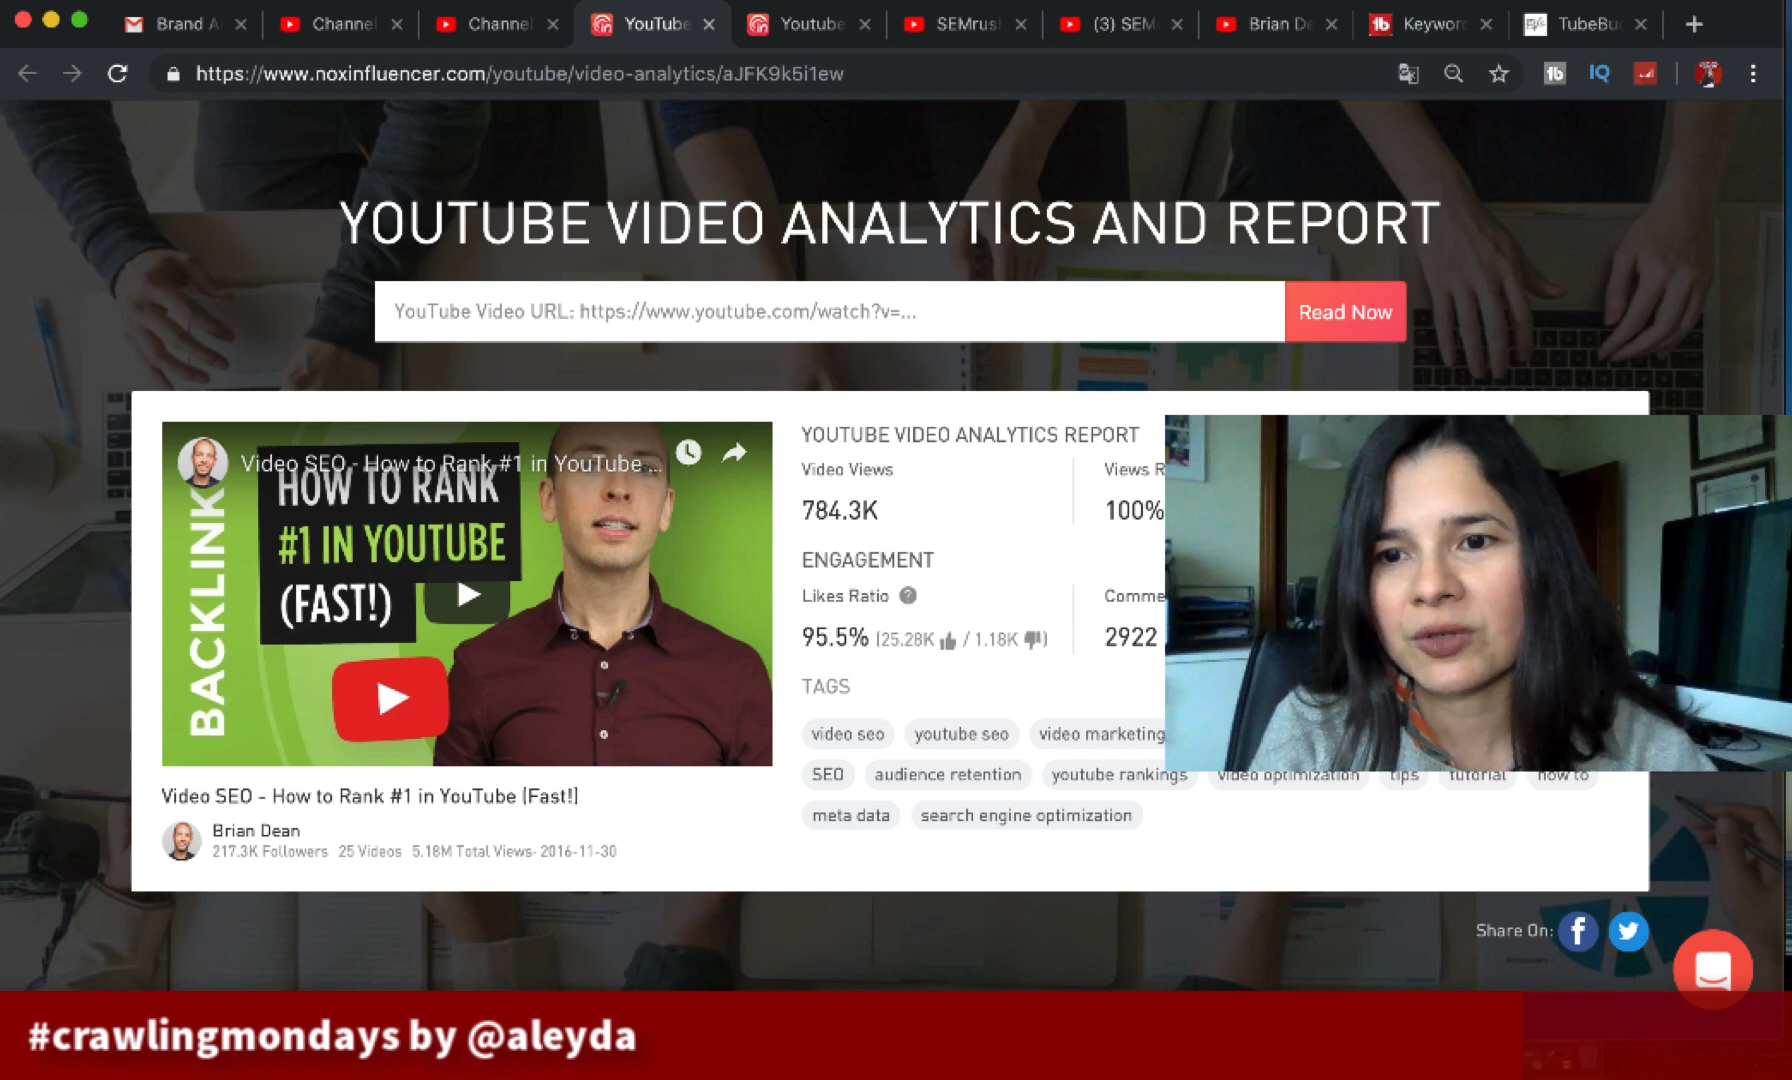 Brand A
Channel
Channel
YouTube
Youtube
SEMrus
(3) SEM
Brian De
Keyword
TubeBu
https://www.noxinfluencer.com/youtube/video-analytics/aJFK9k5i1ew
IQ
YOUTUBE VIDEO ANALYTICS AND REPORT
YouTube Video URL: https://www.youtube.com/watch?v=...
Read Now
Video SEO - How to Rank #1 in YouTube ...
BACKLINK
HOW TO RANK
#1 IN YOUTUBE
(FAST!)
Video SEO - How to Rank #1 in YouTube [Fast!]
Brian Dean
217.3K Followers 25 Videos 5.18M Total Views· 2016-11-30
YOUTUBE VIDEO ANALYTICS REPORT
Video Views
Views R
784.3K
100%
ENGAGEMENT
Likes Ratio ?
Comme
95.5% (25.28K / 1.18K)
2922
TAGS
video seo youtube seo video marketing
SEO audience retention youtube rankings video optimization tips tutorial how to
meta data search engine optimization
Share On:
#crawlingmondays by @aleyda